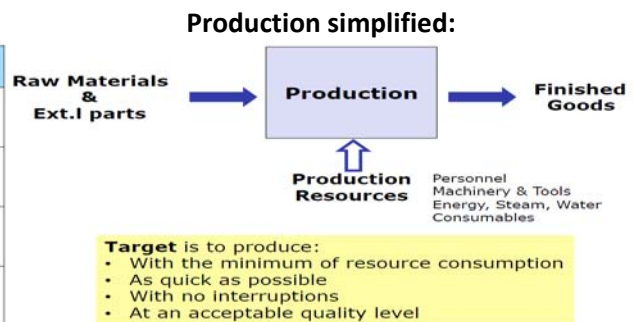 Production simplified:
Raw Materials
&
Ext.l parts
Production
Finished
Goods
Production
Resources
Personnel
Machinery & Tools
Energy, Steam, Water
Consumables
Target is to produce:
• With the minimum of resource consumption
• As quick as possible
• With no interruptions
• At an acceptable quality level